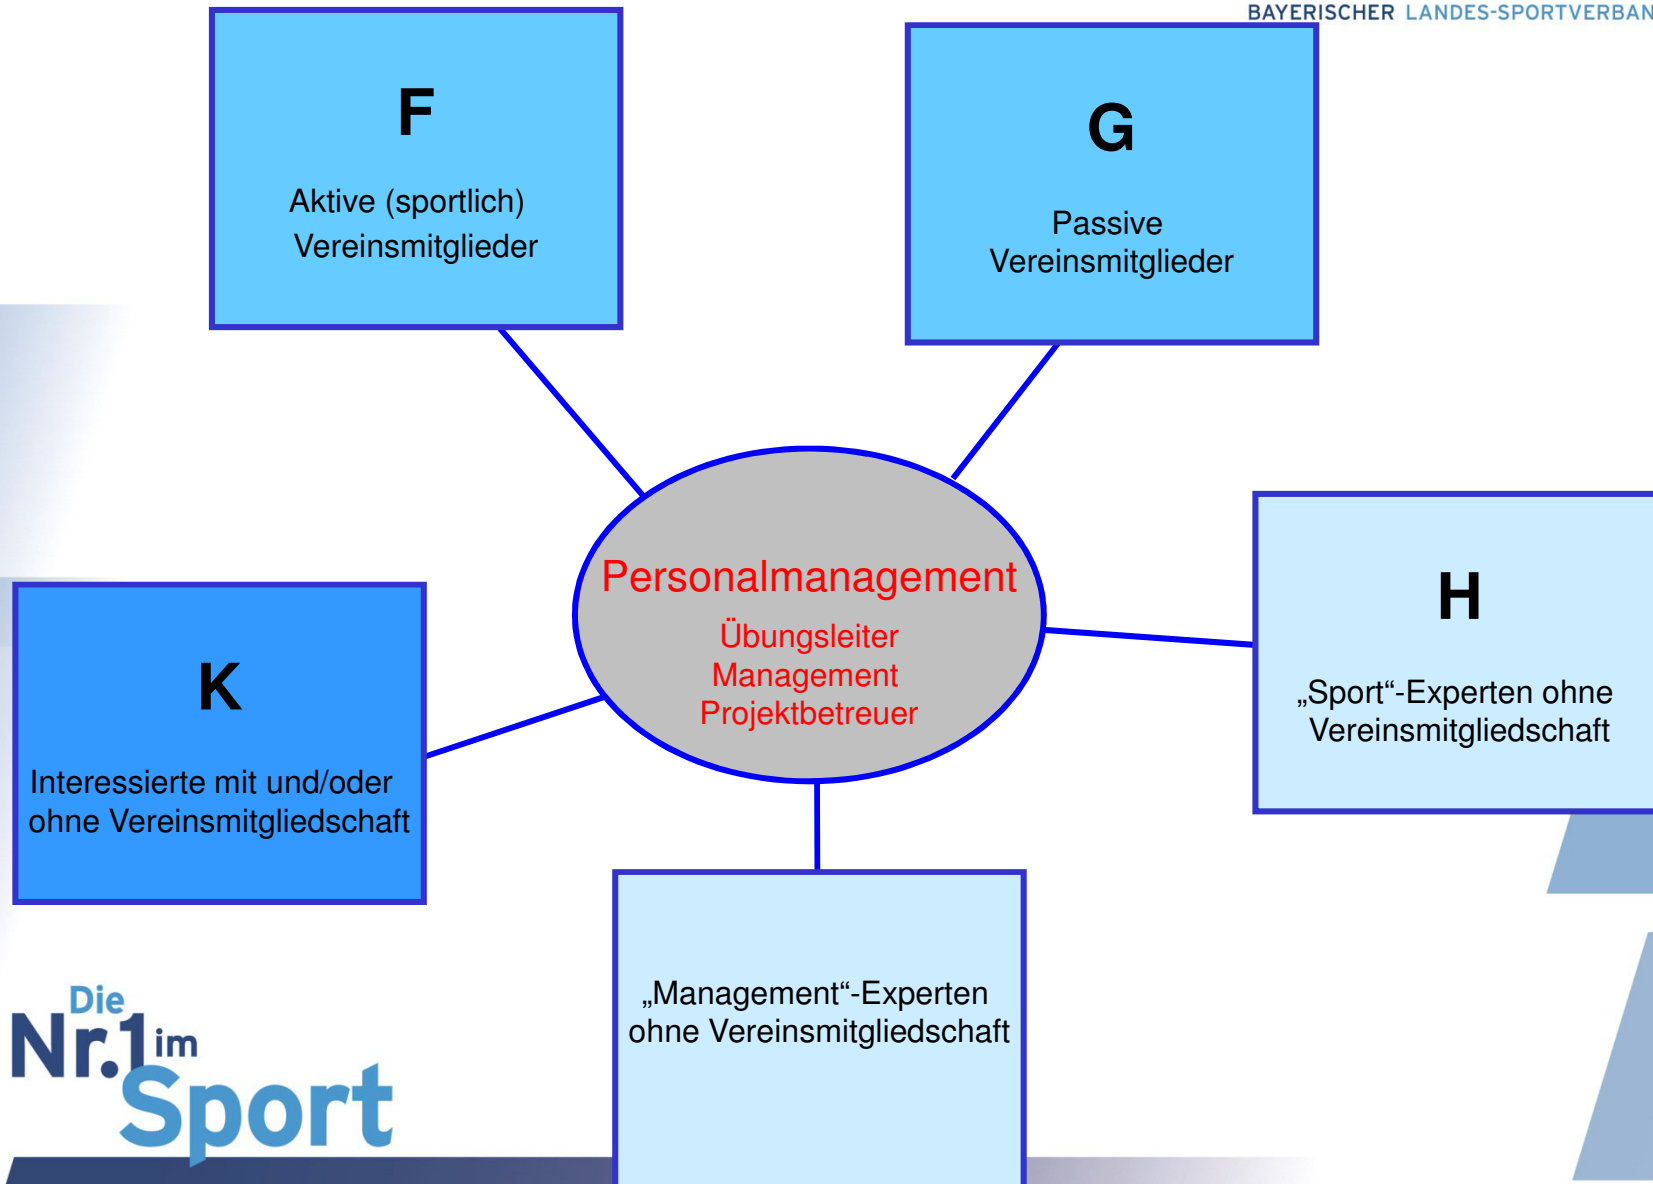 BAYERISCHER LANDES-SPORTVERBAN
F
Aktive (sportlich)
Vereinsmitglieder
G
Passive
Vereinsmitglieder
Personalmanagement
Übungsleiter
Management
Projektbetreuer
H
„Sport“-Experten ohne
Vereinsmitgliedschaft
K
Interessierte mit und/oder
ohne Vereinsmitgliedschaft
„Management“-Experten
ohne Vereinsmitgliedschaft
Die
Nr.1 im
Sport